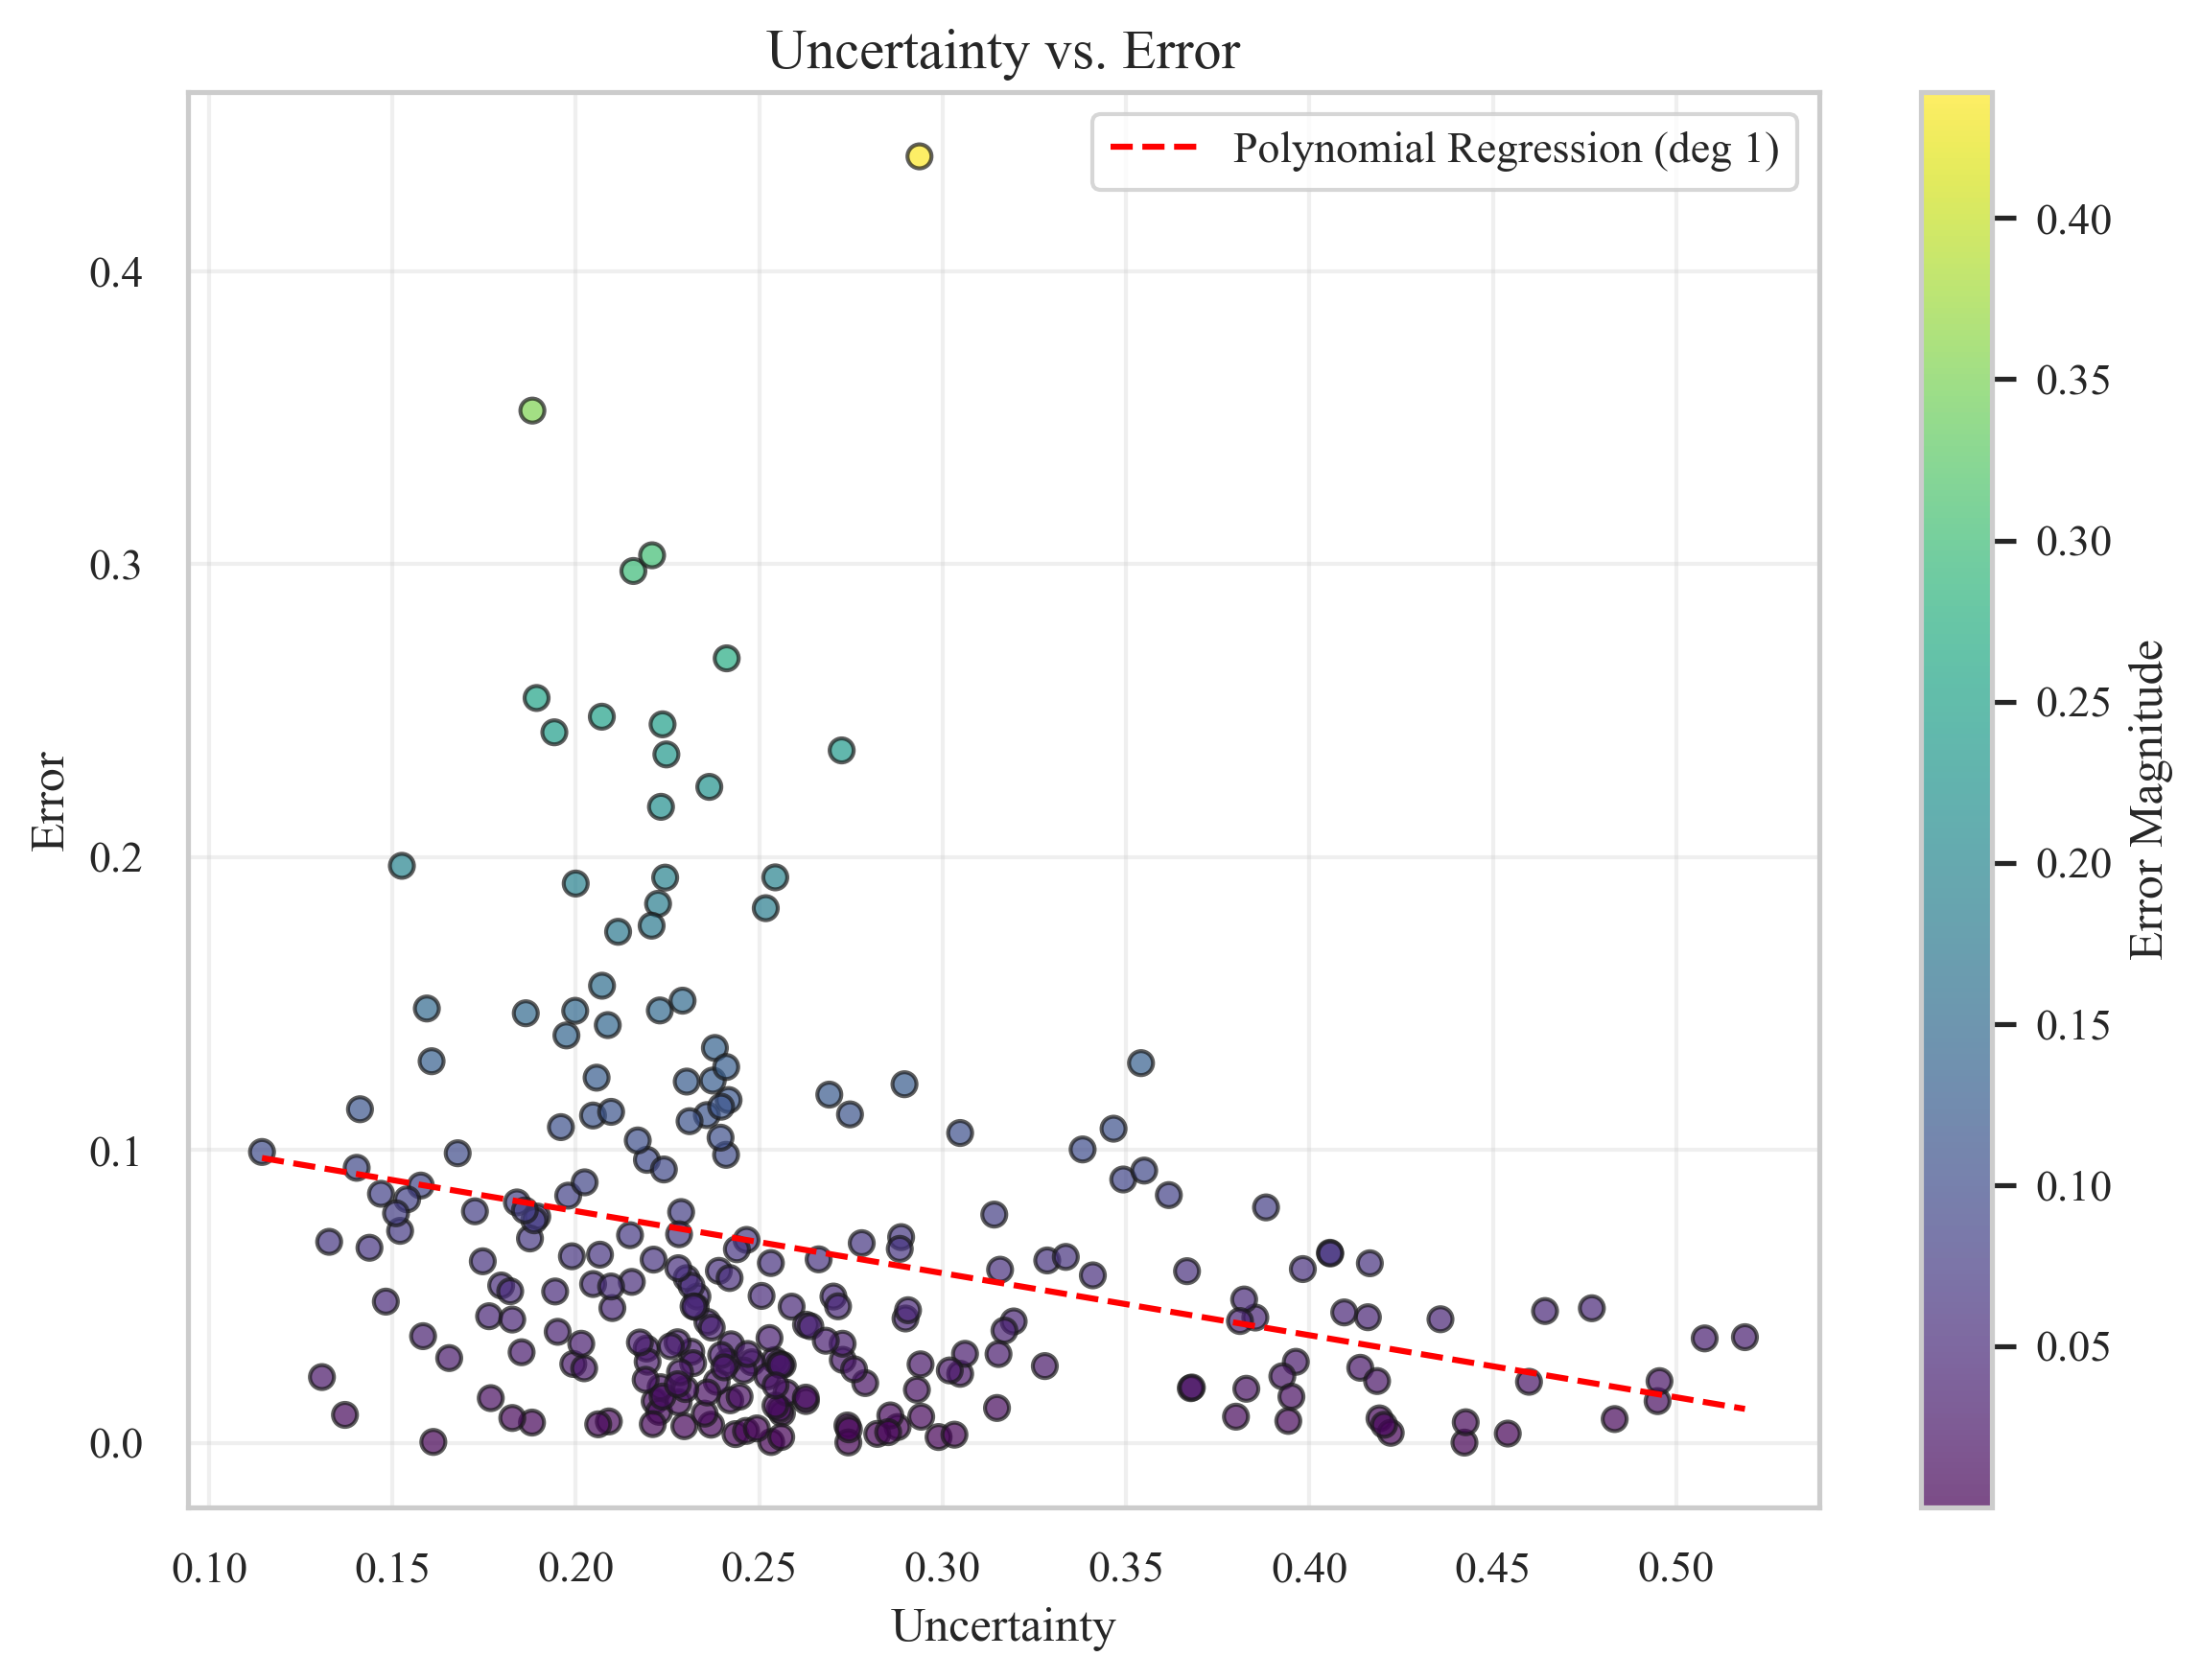 Uncertainty vs. Error
Polynomial Regression (deg 1)
Error
0.4
0.3
0.2
0.1
0.0
0.10 0.15 0.20 0.25 0.30 0.35 0.40 0.45 0.50
Uncertainty
0.40
0.35
0.30
0.25
0.20
0.15
0.10
0.05
Error Magnitude